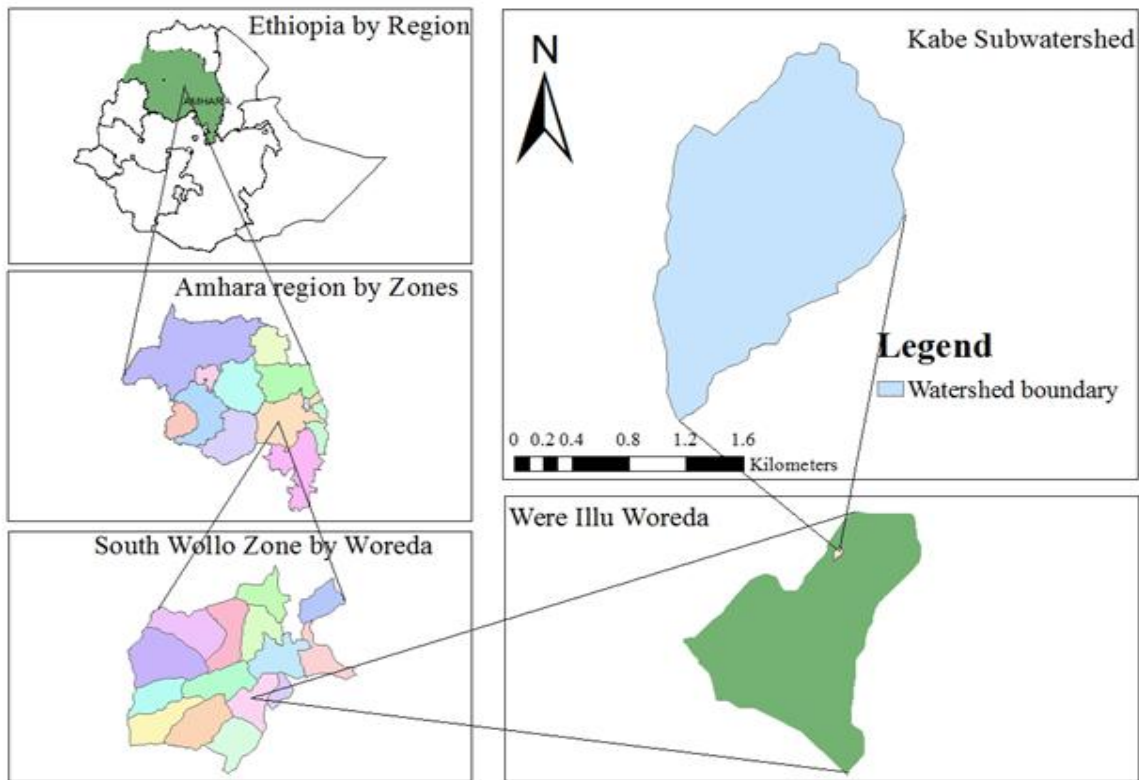 Ethiopia by Region
AMHARA
Amhara region by Zones
South Wollo Zone by Woreda
Kabe Subwatershed
N
Legend
Watershed boundary
0 0.2 0.4 0.8 1.2 1.6
Kilometers
Were Illu Woreda